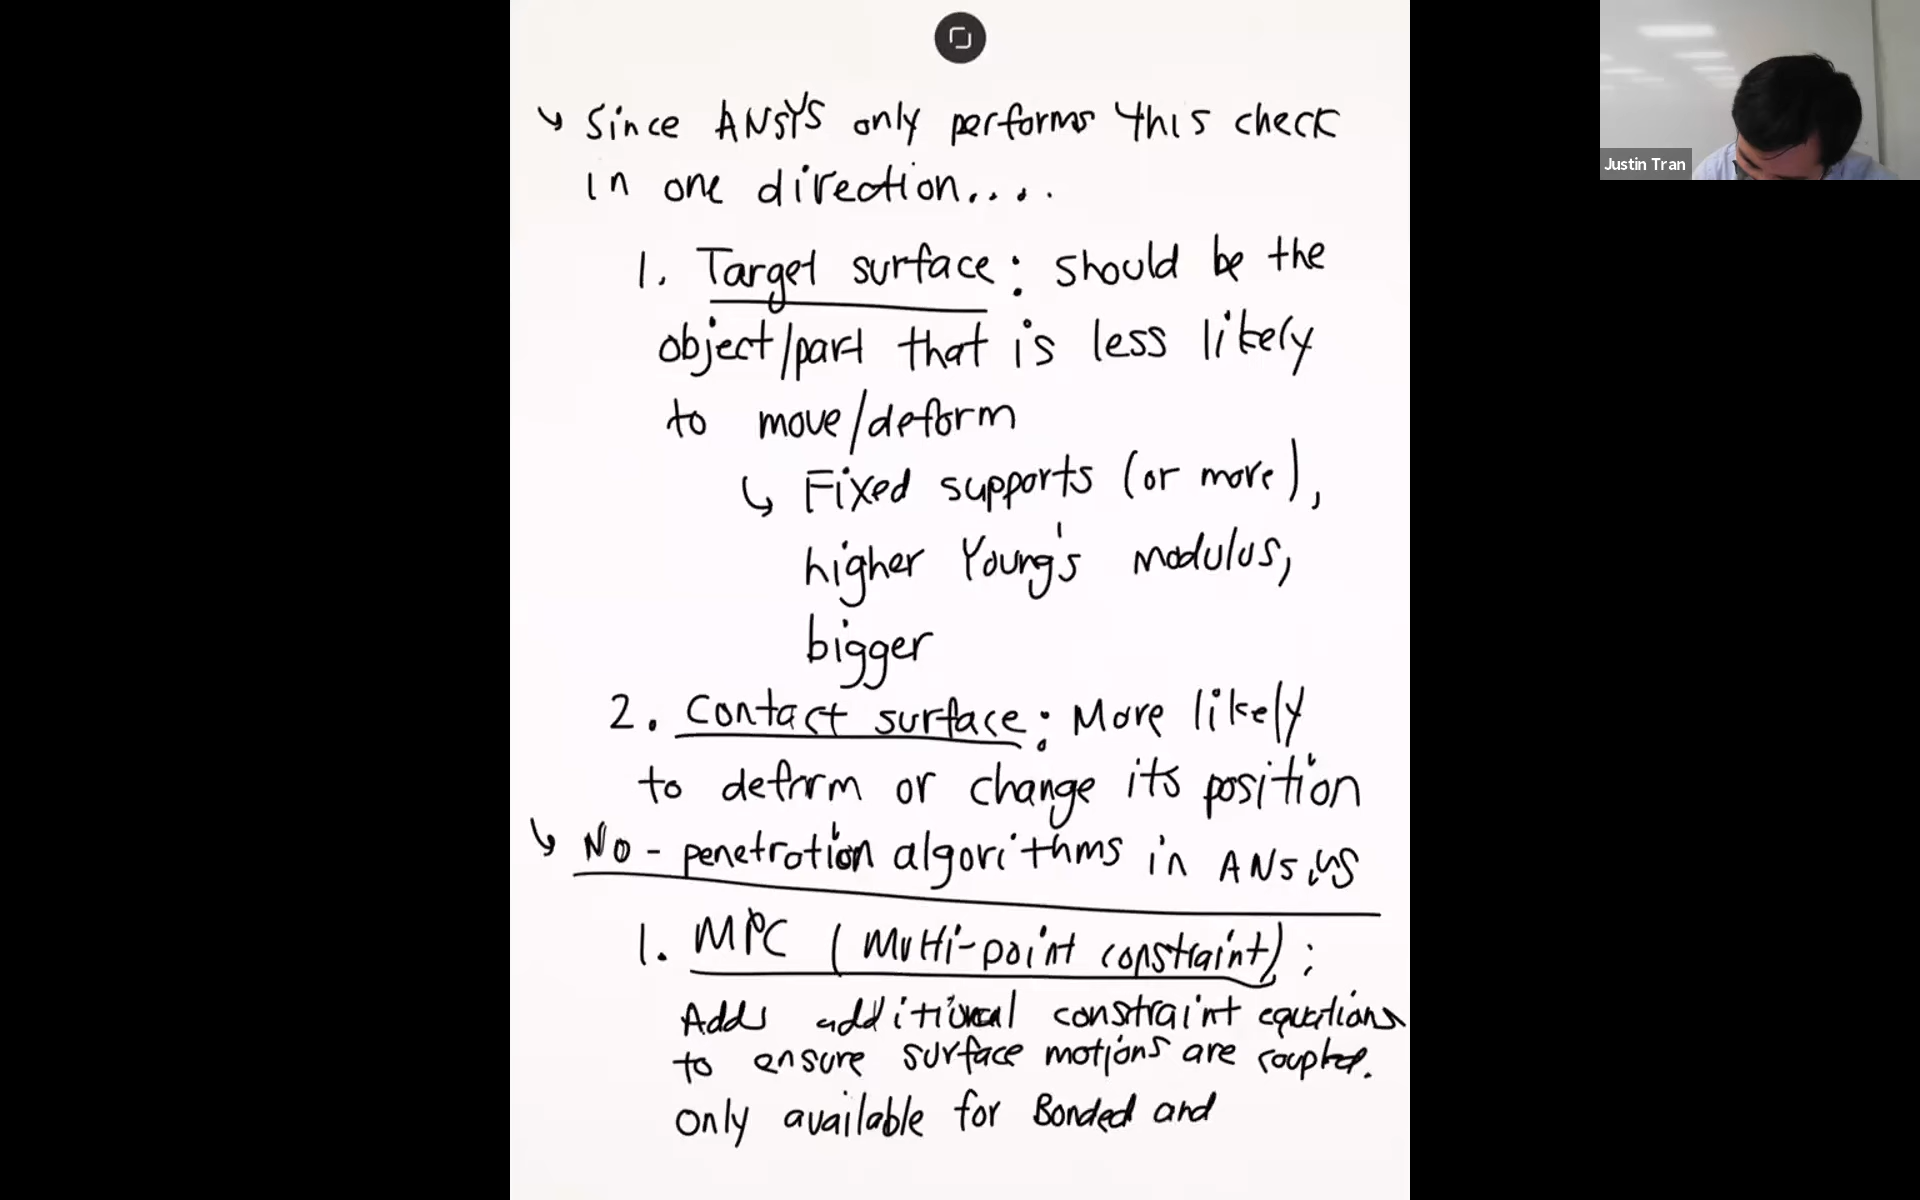 ↳ Since ANSYS only performs this check
in one direction....
1. Target surface: should be the
object/part that is less likely
to move/deform
↳ Fixed supports (or more),
higher Young's modulus,
bigger
2. Contact surface: More likely
to deform or change its position
↳ No-penetration algorithms in ANSYS
1. MPC (Multi-point constraint):
Adds additional constraint equations
to ensure surface motions are coupled.
only available for Bonded and
Justin Tran